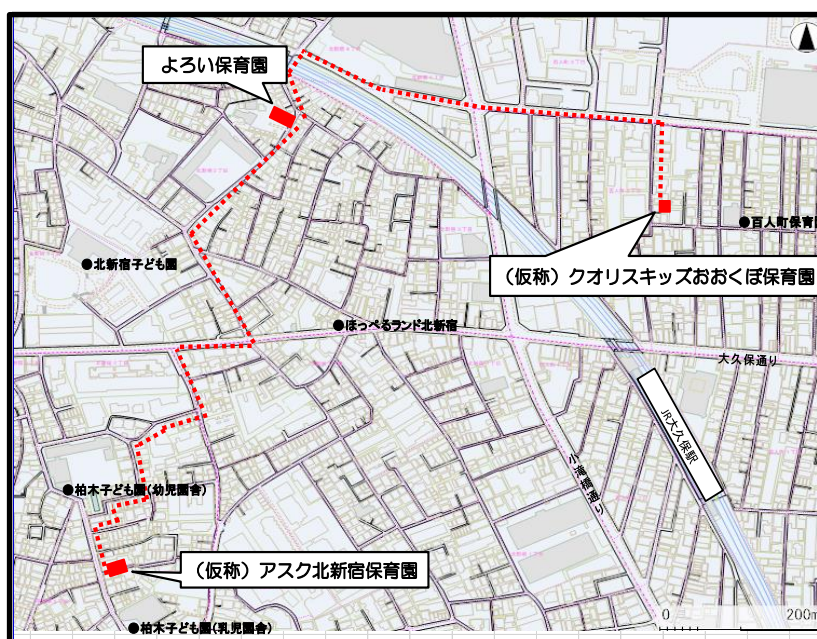 よろい保育園
●百人町保育園
●北新宿子ども園
(仮称)クオリスキッズおおくぼ保育園
●ほっぺるランド北新宿
大久保通り
JR大久保駅
小滝橋通り
●柏木子ども園(幼児園舎)
(仮称)アスク北新宿保育園
0
200m
●柏木子ども園(乳児園舎)